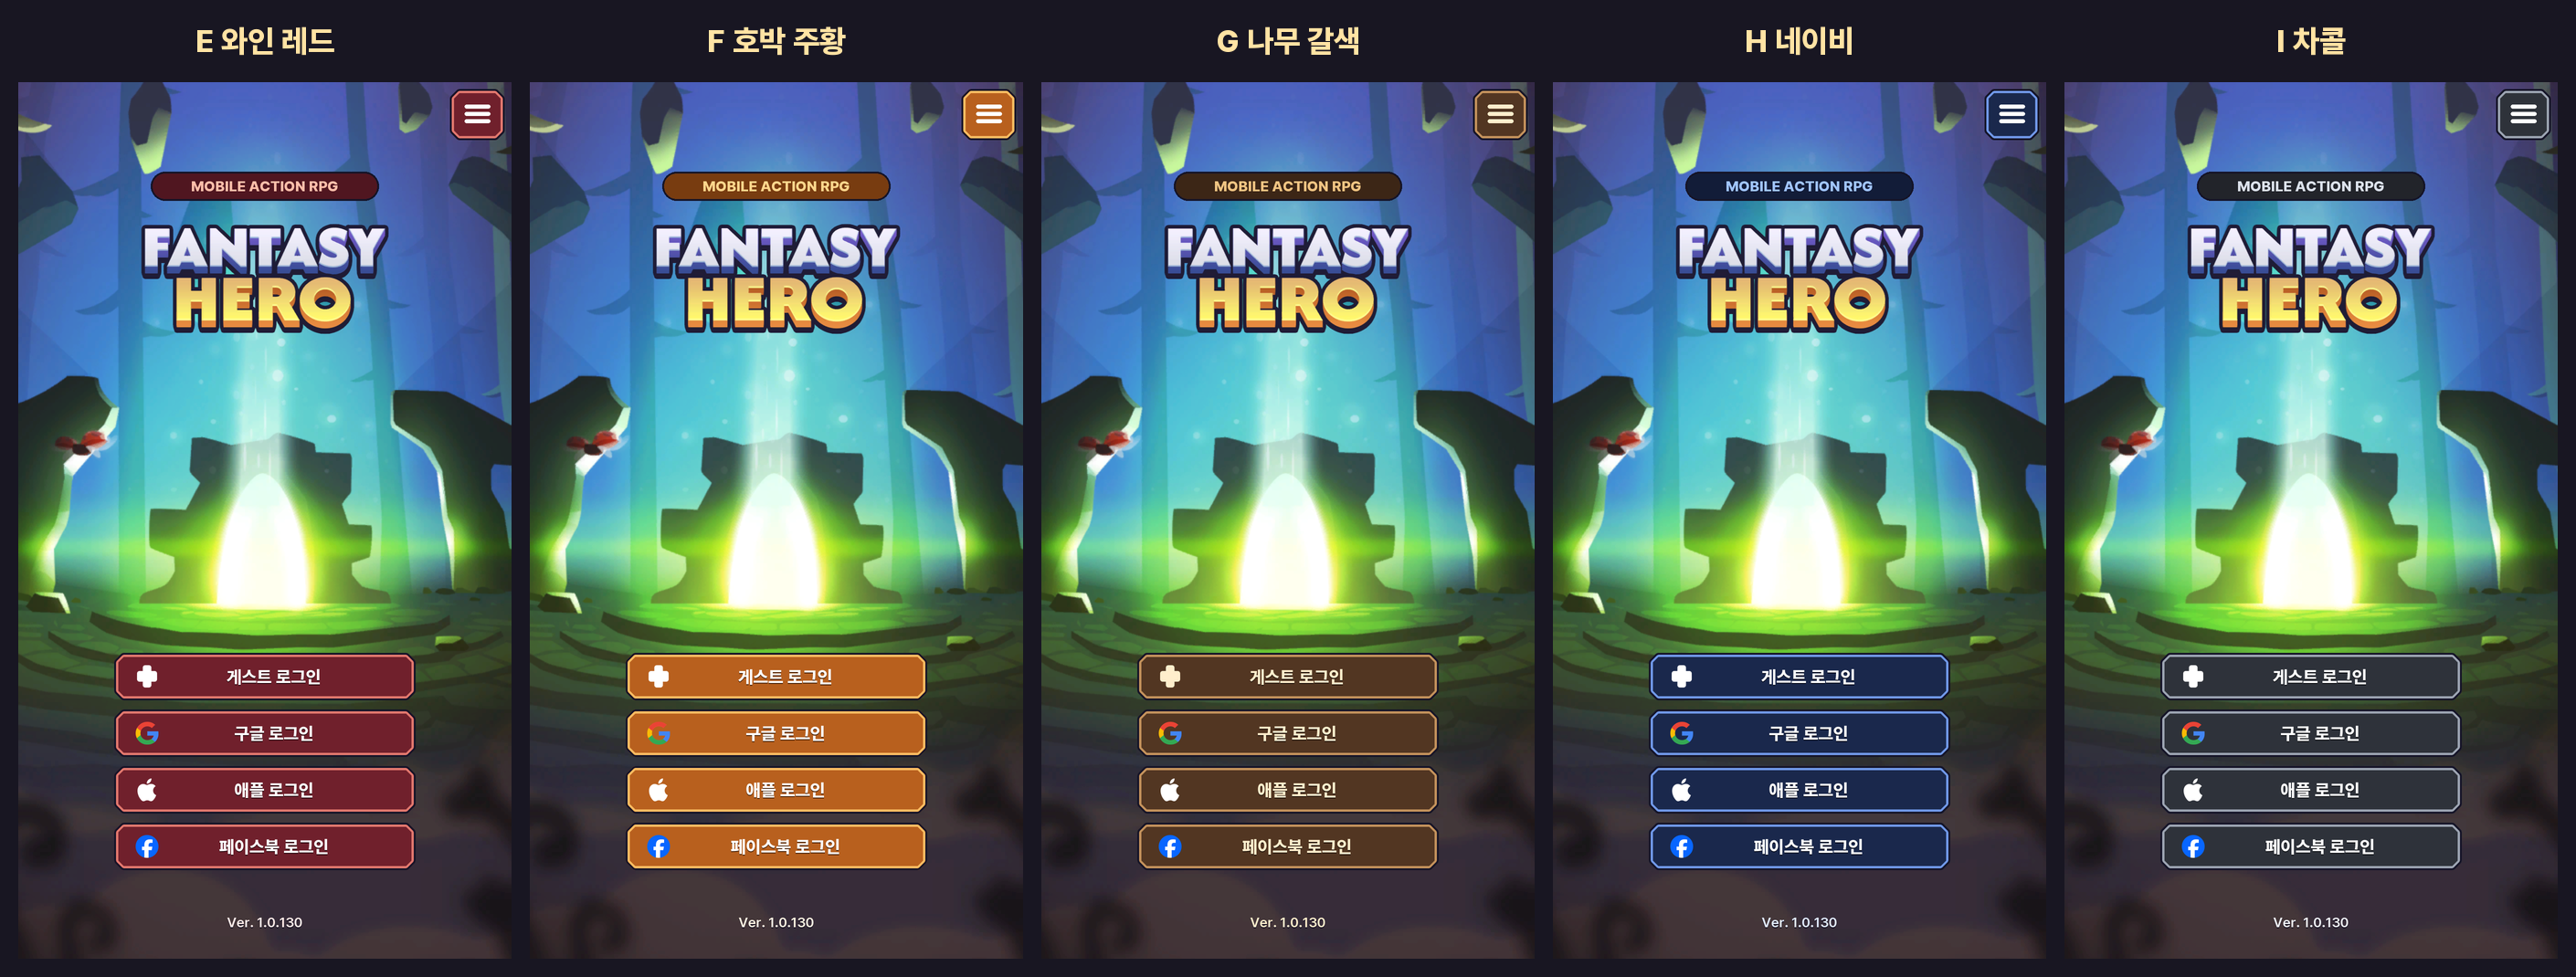 E 와인 레드
MOBILE ACTION RPG
FANTASY
HERO
게스트 로그인
구글 로그인
애플 로그인
페이스북 로그인
Ver. 1.0.130
F 호박 주황
MOBILE ACTION RPG
FANTASY
HERO
게스트 로그인
구글 로그인
애플 로그인
페이스북 로그인
Ver. 1.0.130
G 나무 갈색
MOBILE ACTION RPG
FANTASY
HERO
게스트 로그인
구글 로그인
애플 로그인
페이스북 로그인
Ver. 1.0.130
H 네이비
MOBILE ACTION RPG
FANTASY
HERO
게스트 로그인
구글 로그인
애플 로그인
페이스북 로그인
Ver. 1.0.130
I 차콜
MOBILE ACTION RPG
FANTASY
HERO
게스트 로그인
구글 로그인
애플 로그인
페이스북 로그인
Ver. 1.0.130